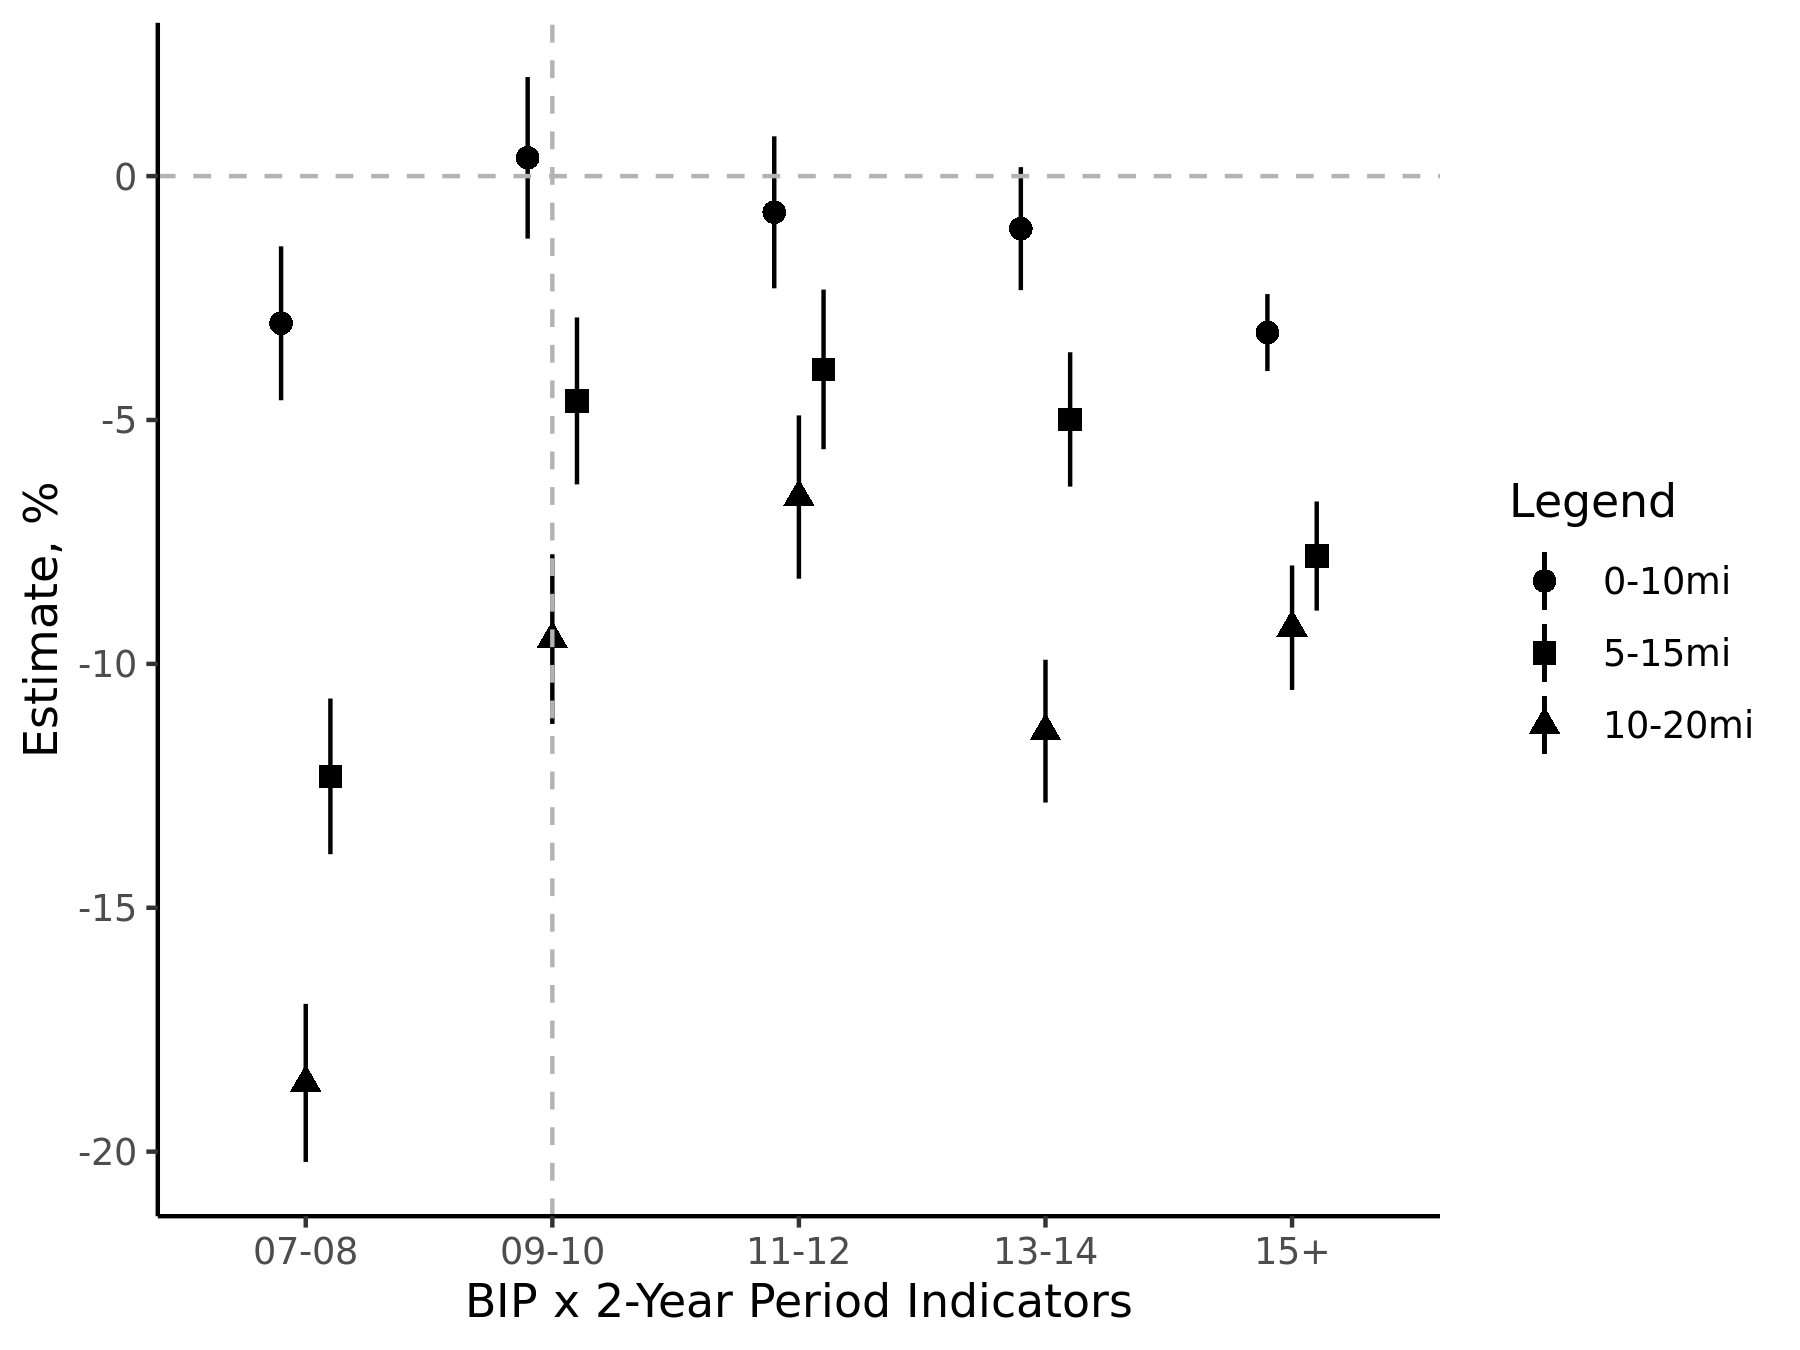 0
-5
-10
-15
-20
Estimate, %
07-08 09-10 11-12 13-14 15+
BIP x 2-Year Period Indicators
Legend
0-10mi
5-15mi
10-20mi